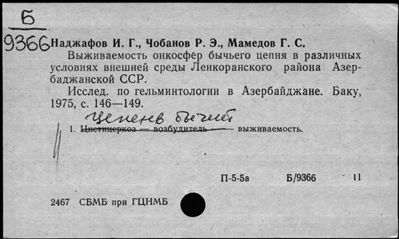 Б
9366
Наджафов И. Г., Чобанов Р. Э., Мамедов Г. С.
Выживаемость онкосфер бычьего цепня в различных
условиях внешней среды Ленкоранского района Азер-
байджанской ССР.
Исслед. по гельминтологии в Азербайджане. Баку,
1975, с. 146—149.
Цепень бычий
1. Цистицеркоз — возбудитель — выживаемость.
П-5-5а Б/9366 11
2467 СБМБ при ГЦНМБ